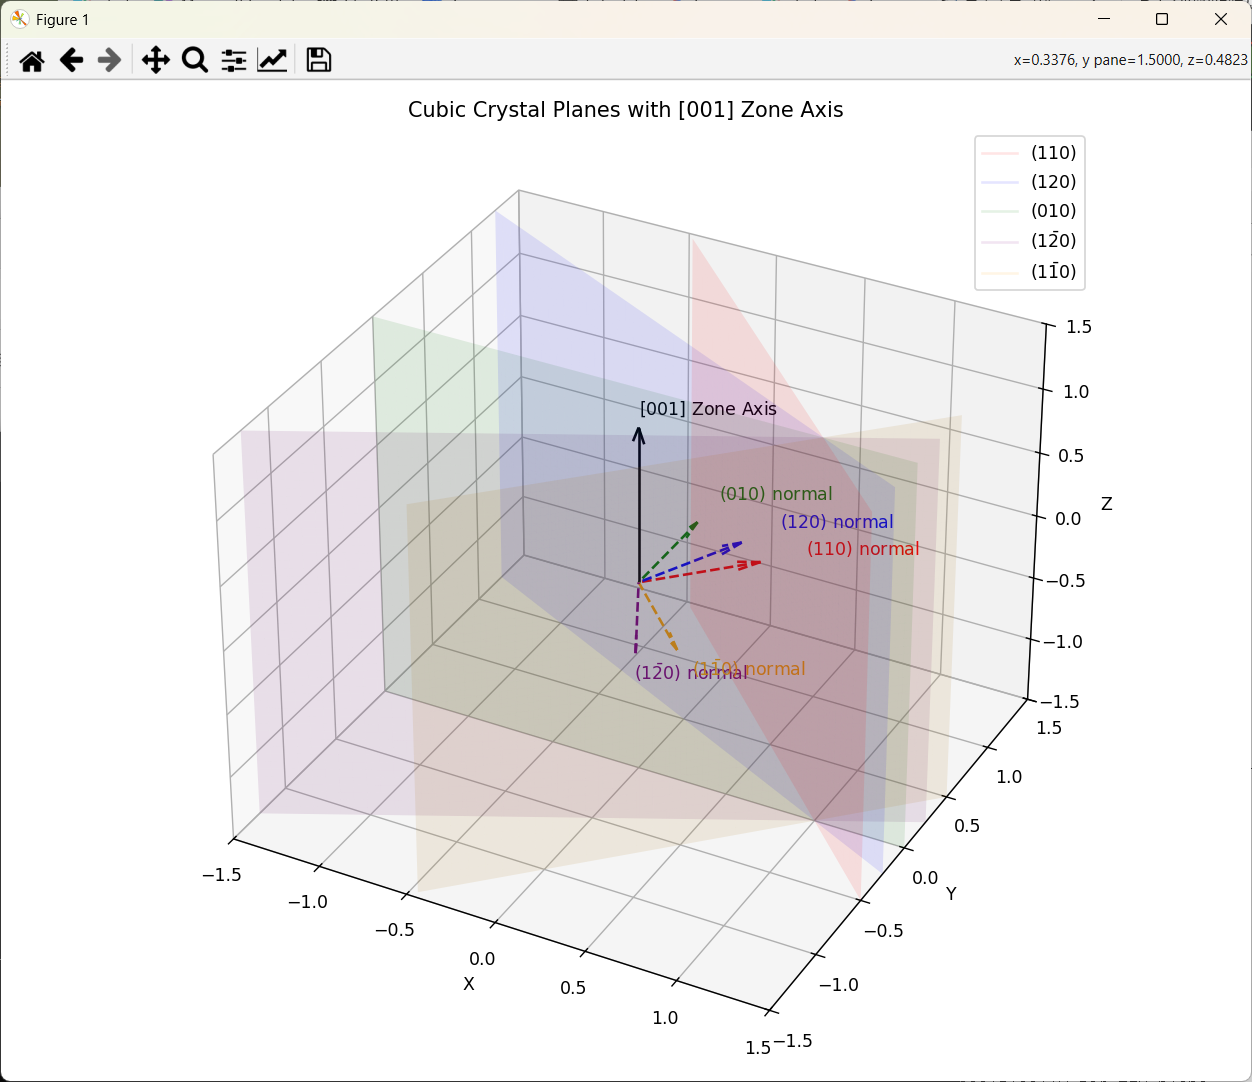 Figure 1
x=0.3376, y pane=1.5000, z=0.4823
Cubic Crystal Planes with [001] Zone Axis
(110)
(120)
(010)
(12̄0)
(11̄0)
1.5
1.0
0.5
0.0
−0.5
−1.0
−1.5
Z
[001] Zone Axis
(010) normal
(120) normal
(110) normal
(11̄0) normal
(12̄0) normal
1.5
1.0
0.5
0.0
−0.5
−1.0
−1.5
Y
−1.5
−1.0
−0.5
0.0
0.5
1.0
1.5
X